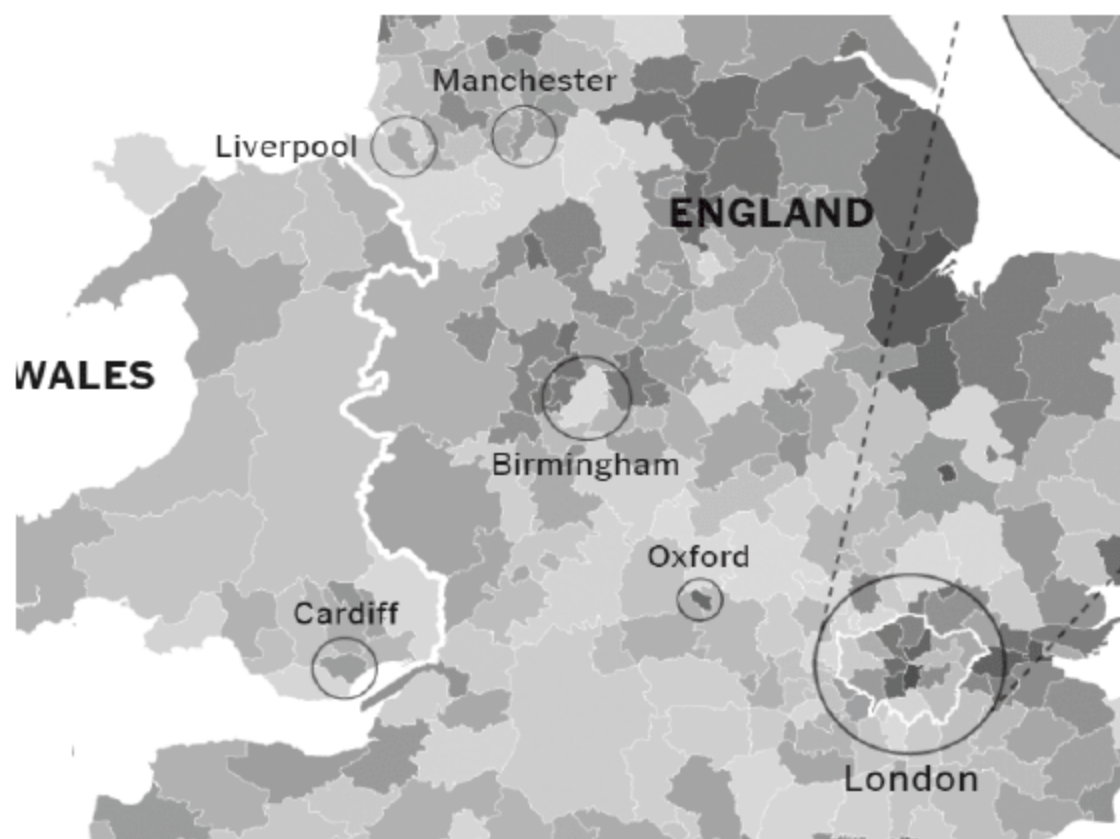 Manchester
Liverpool
ENGLAND
WALES
Birmingham
Oxford
Cardiff
London